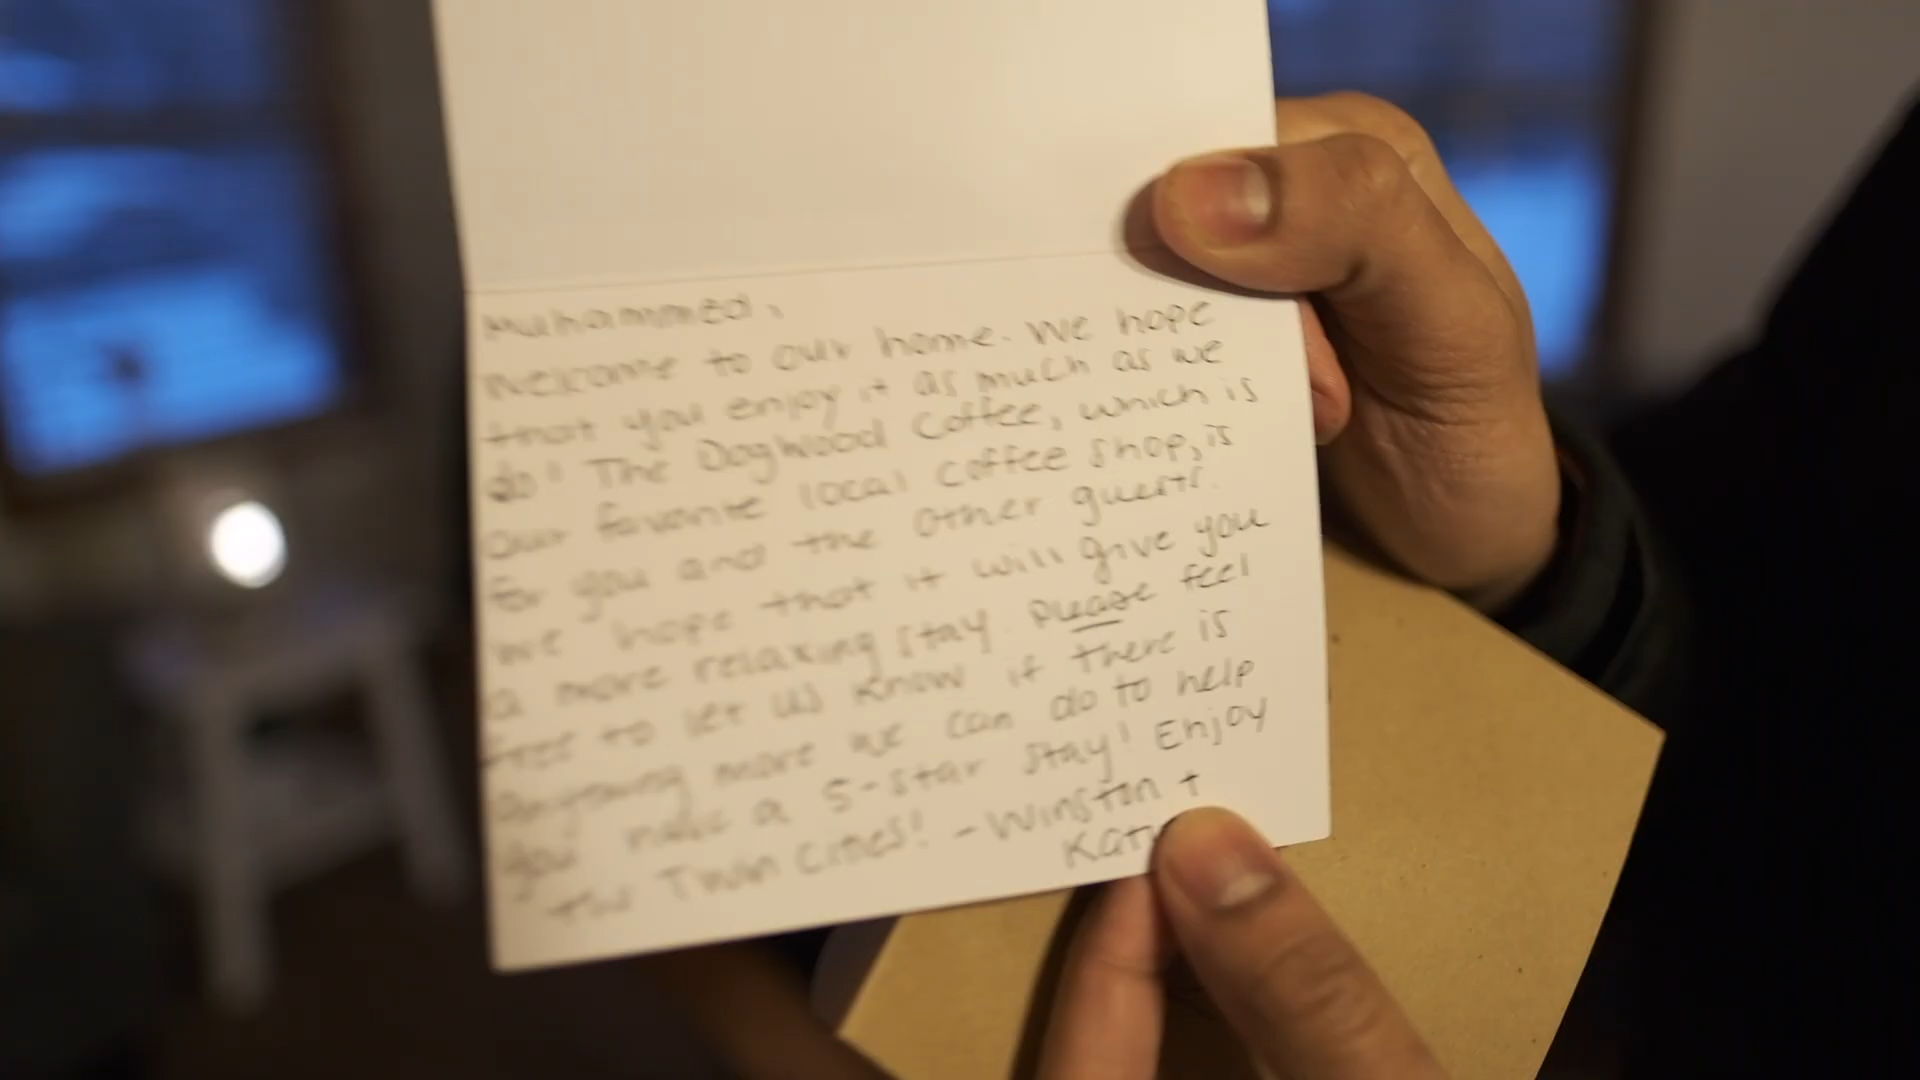 Muhammed,
Welcome to our home. We hope
that you enjoy it as much as we
do! The Dogwood Coffee, which is
our favorite local coffee shop, is
for you and the other guests.
We hope that it will give you
a more relaxing stay. Please feel
free to let us know if there is
anything more we can do to help
you make a 5-star stay! Enjoy
the Twin Cities! - Winston +